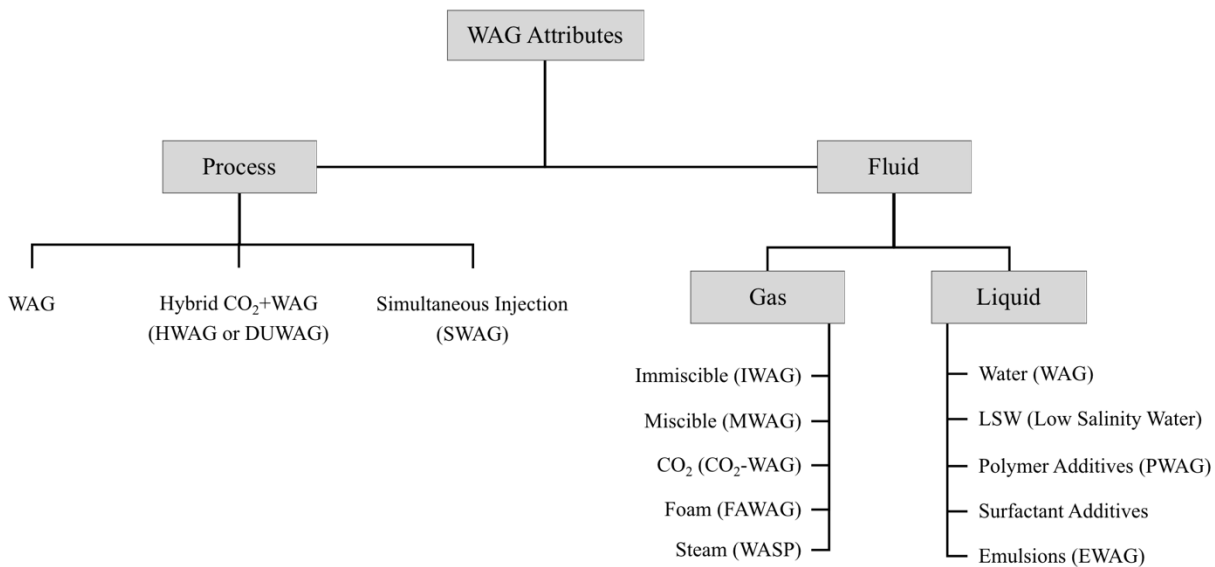 WAG Attributes
Process
Fluid
WAG
Hybrid CO₂+WAG
(HWAG or DUWAG)
Simultaneous Injection
(SWAG)
Gas
Liquid
Immiscible (IWAG)
Miscible (MWAG)
CO₂ (CO₂-WAG)
Foam (FAWAG)
Steam (WASP)
Water (WAG)
LSW (Low Salinity Water)
Polymer Additives (PWAG)
Surfactant Additives
Emulsions (EWAG)